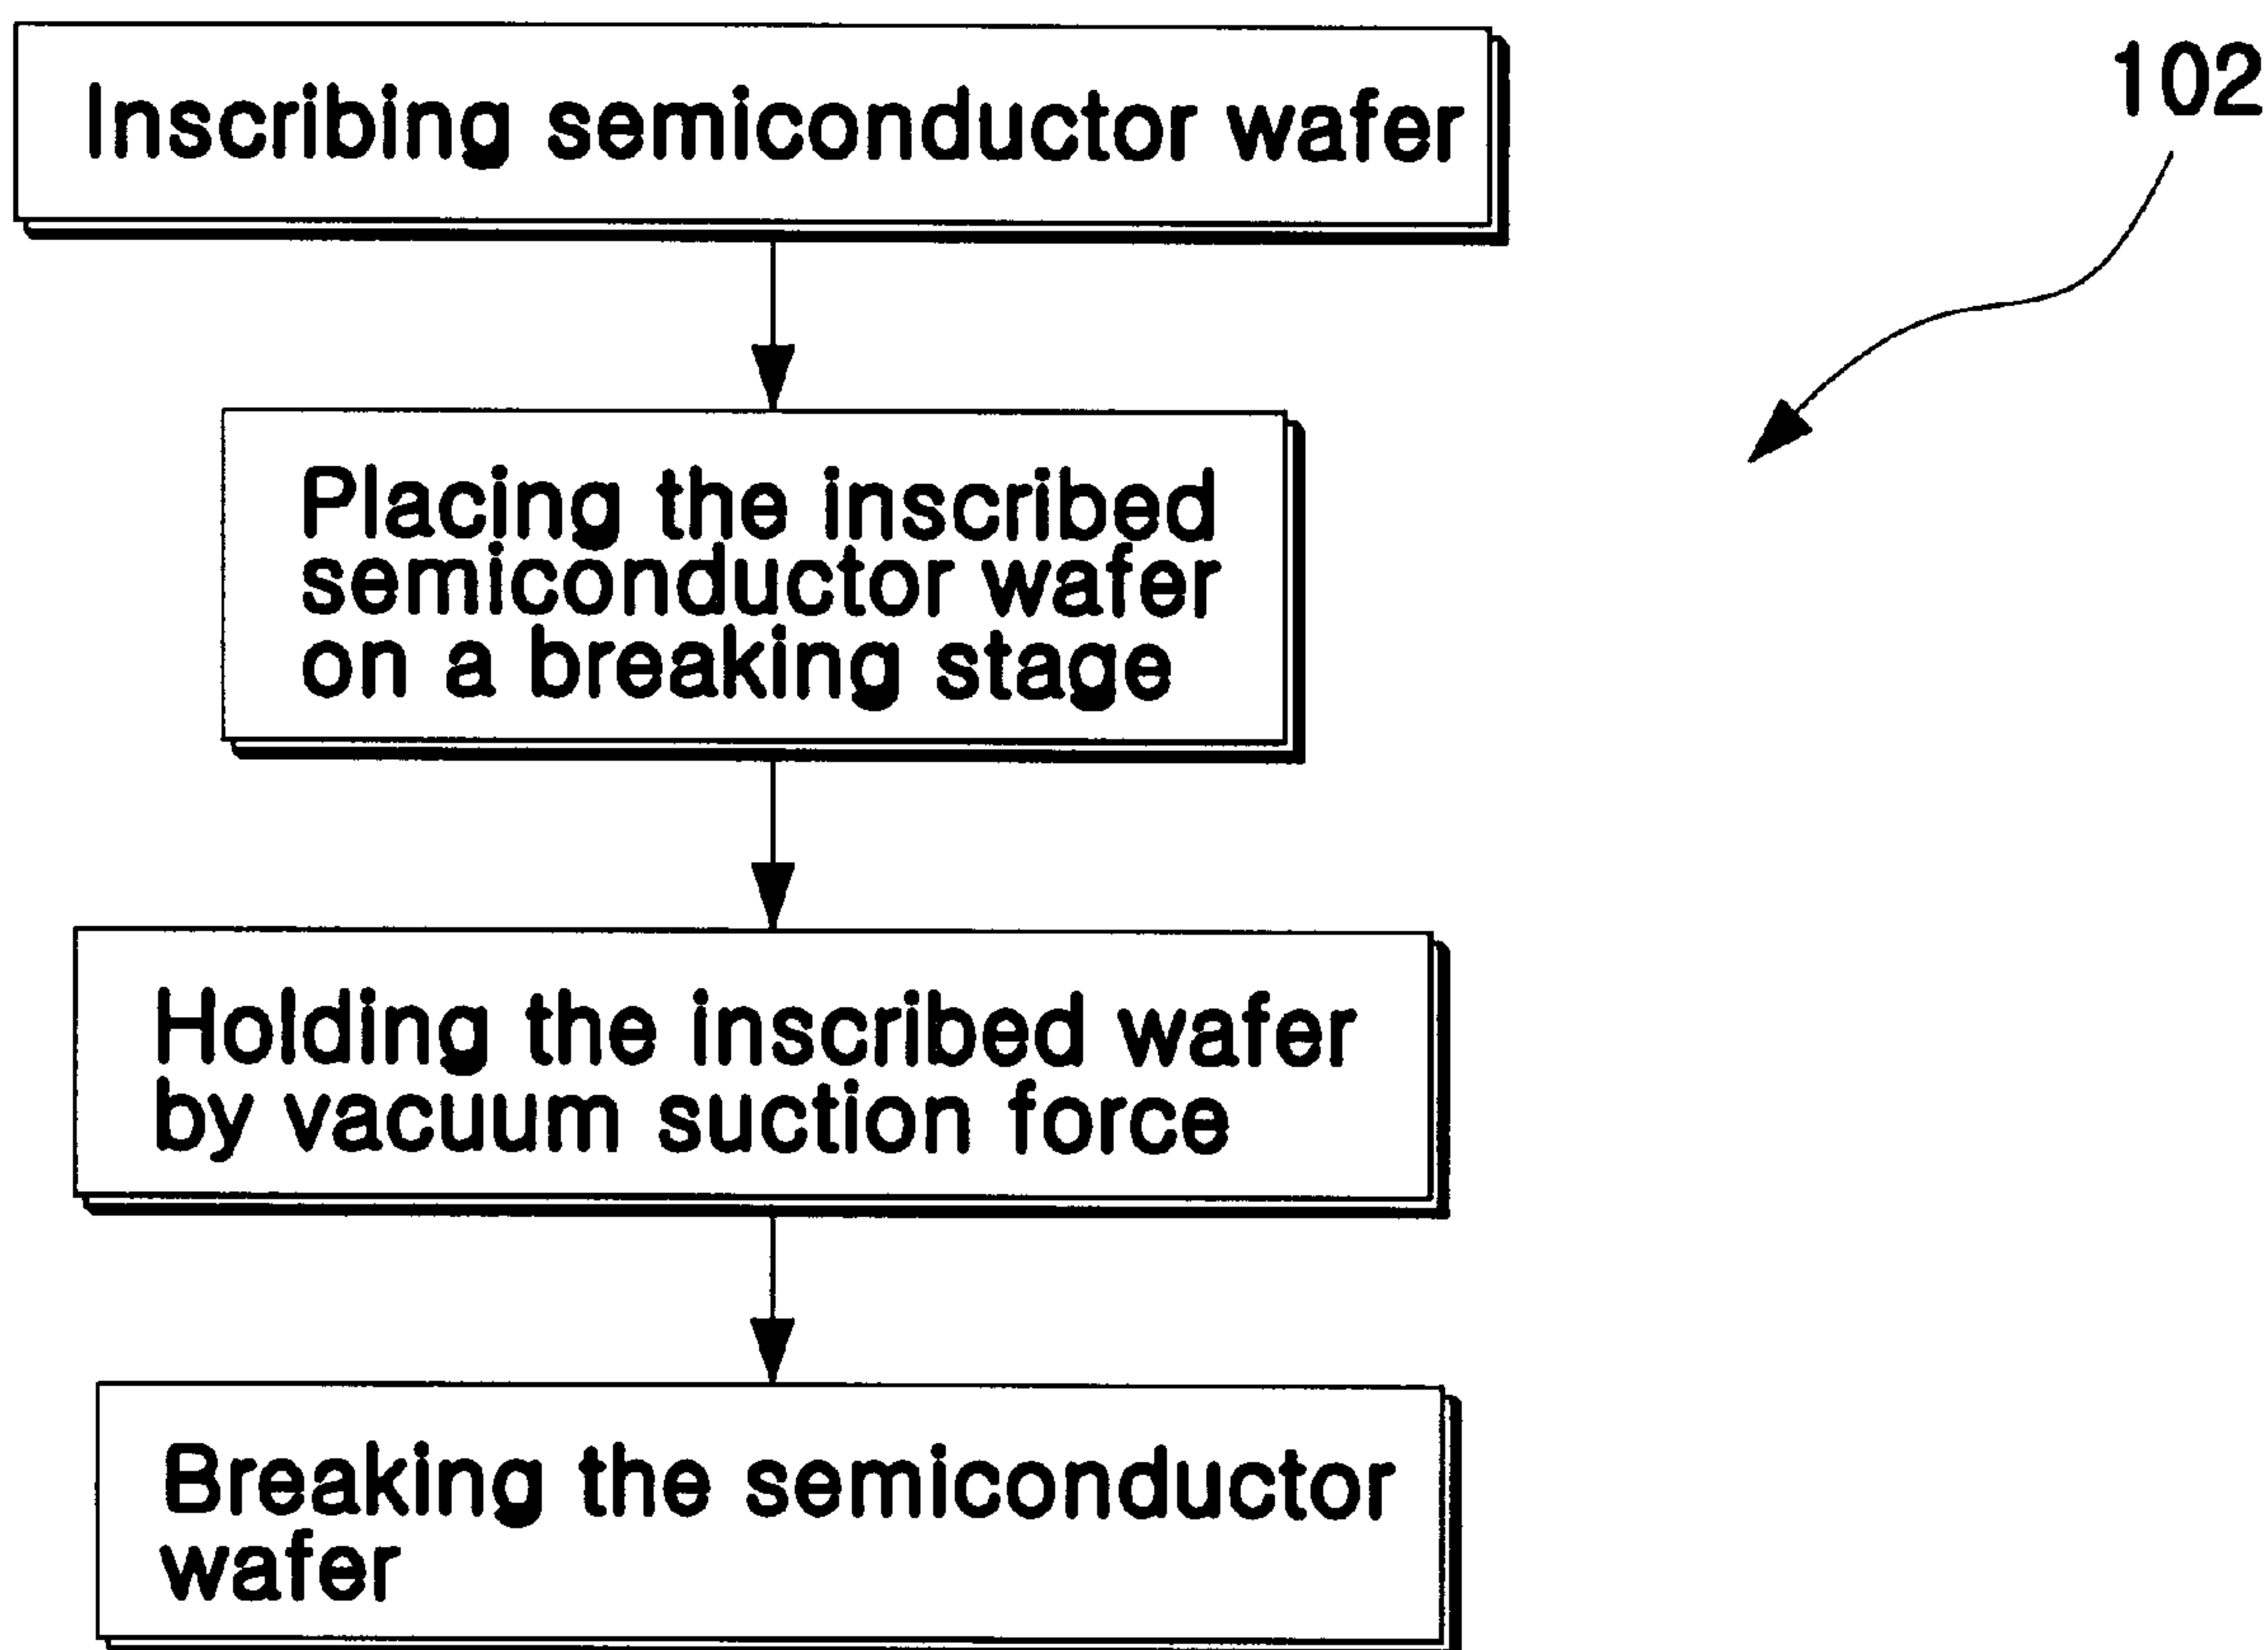 Inscribing semiconductor wafer
102
Placing the inscribed
semiconductor wafer
on a breaking stage
Holding the inscribed wafer
by vacuum suction force
Breaking the semiconductor
wafer